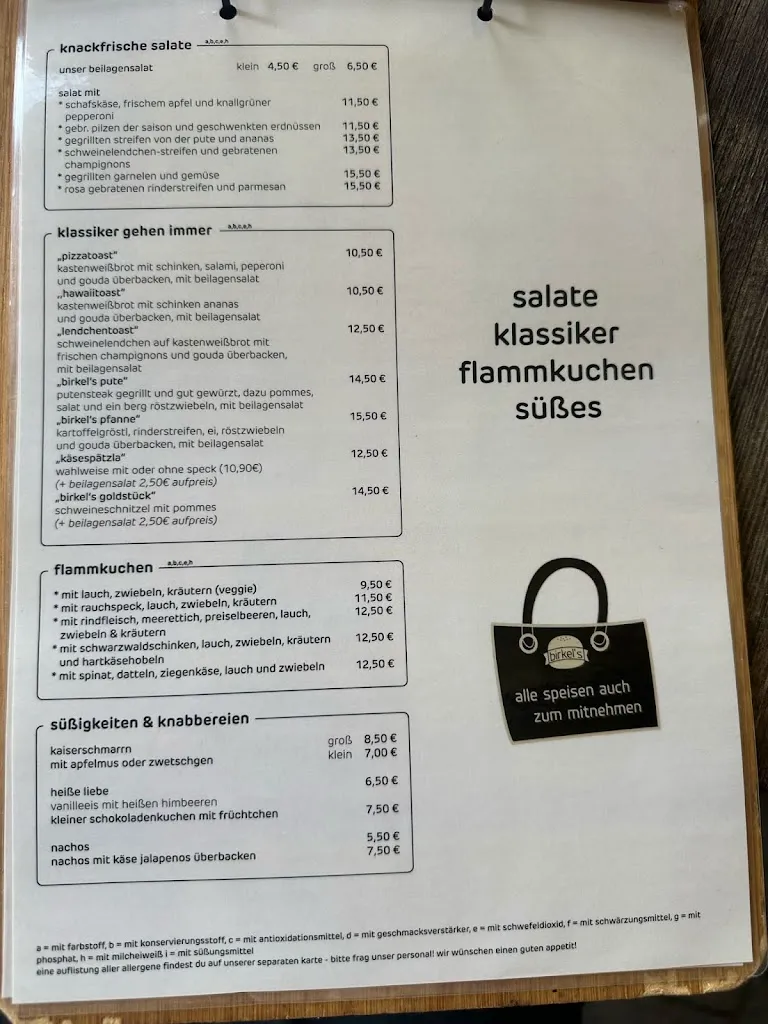 knackfrische salate a,b,c,e,h
unser beilagensalat klein 4,50 € groß 6,50 €
salat mit
* schafskäse, frischem apfel und knallgrüner 11,50 €
pepperoni
* gebr. pilzen der saison und geschwenkten erdnüssen 11,50 €
* gegrillten streifen von der pute und ananas 13,50 €
* schweinelendchen-streifen und gebratenen 13,50 €
champignons
* gegrillten garnelen und gemüse 15,50 €
* rosa gebratenen rinderstreifen und parmesan 15,50 €
klassiker gehen immer a,b,c,e,h
„pizzatoast“ 10,50 €
kastenweißbrot mit schinken, salami, peperoni
und gouda überbacken, mit beilagensalat
„hawaiitoast“ 10,50 €
kastenweißbrot mit schinken ananas
und gouda überbacken, mit beilagensalat
„lendchentoast“ 12,50 €
schweinelendchen auf kastenweißbrot mit
frischen champignons und gouda überbacken,
mit beilagensalat
„birkel's pute“ 14,50 €
putensteak gegrillt und gut gewürzt, dazu pommes,
salat und ein berg röstzwiebeln, mit beilagensalat
„birkel's pfanne“ 15,50 €
kartoffelgröstl, rinderstreifen, ei, röstzwiebeln
und gouda überbacken, mit beilagensalat
„käsespätzla“ 12,50 €
wahlweise mit oder ohne speck (10,90€)
(+ beilagensalat 2,50€ aufpreis)
„birkel's goldstück“ 14,50 €
schweineschnitzel mit pommes
(+ beilagensalat 2,50€ aufpreis)
flammkuchen a,b,c,e,h
* mit lauch, zwiebeln, kräutern (veggie) 9,50 €
* mit rauchspeck, lauch, zwiebeln, kräutern 11,50 €
* mit rindfleisch, meerettich, preiselbeeren, lauch, 12,50 €
zwiebeln & kräutern
* mit schwarzwaldschinken, lauch, zwiebeln, kräutern 12,50 €
und hartkäsehobeln
* mit spinat, datteln, ziegenkäse, lauch und zwiebeln 12,50 €
süßigkeiten & knabbereien
kaiserschmarrn groß 8,50 €
mit apfelmus oder zwetschgen klein 7,00 €
heiße liebe 6,50 €
vanilleeis mit heißen himbeeren
kleiner schokoladenkuchen mit früchtchen 7,50 €
nachos 5,50 €
nachos mit käse jalapenos überbacken 7,50 €
salate
klassiker
flammkuchen
süßes
birkel's
alle speisen auch
zum mitnehmen
a = mit farbstoff, b = mit konservierungsstoff, c = mit antioxidationsmittel, d = mit geschmacksverstärker, e = mit schwefeldioxid, f = mit schwärzungsmittel, g = mit
phosphat, h = mit milcheiweiß i = mit süßungsmittel
eine auflistung aller allergene findest du auf unserer separaten karte - bitte frag unser personal! wir wünschen einen guten appetit!